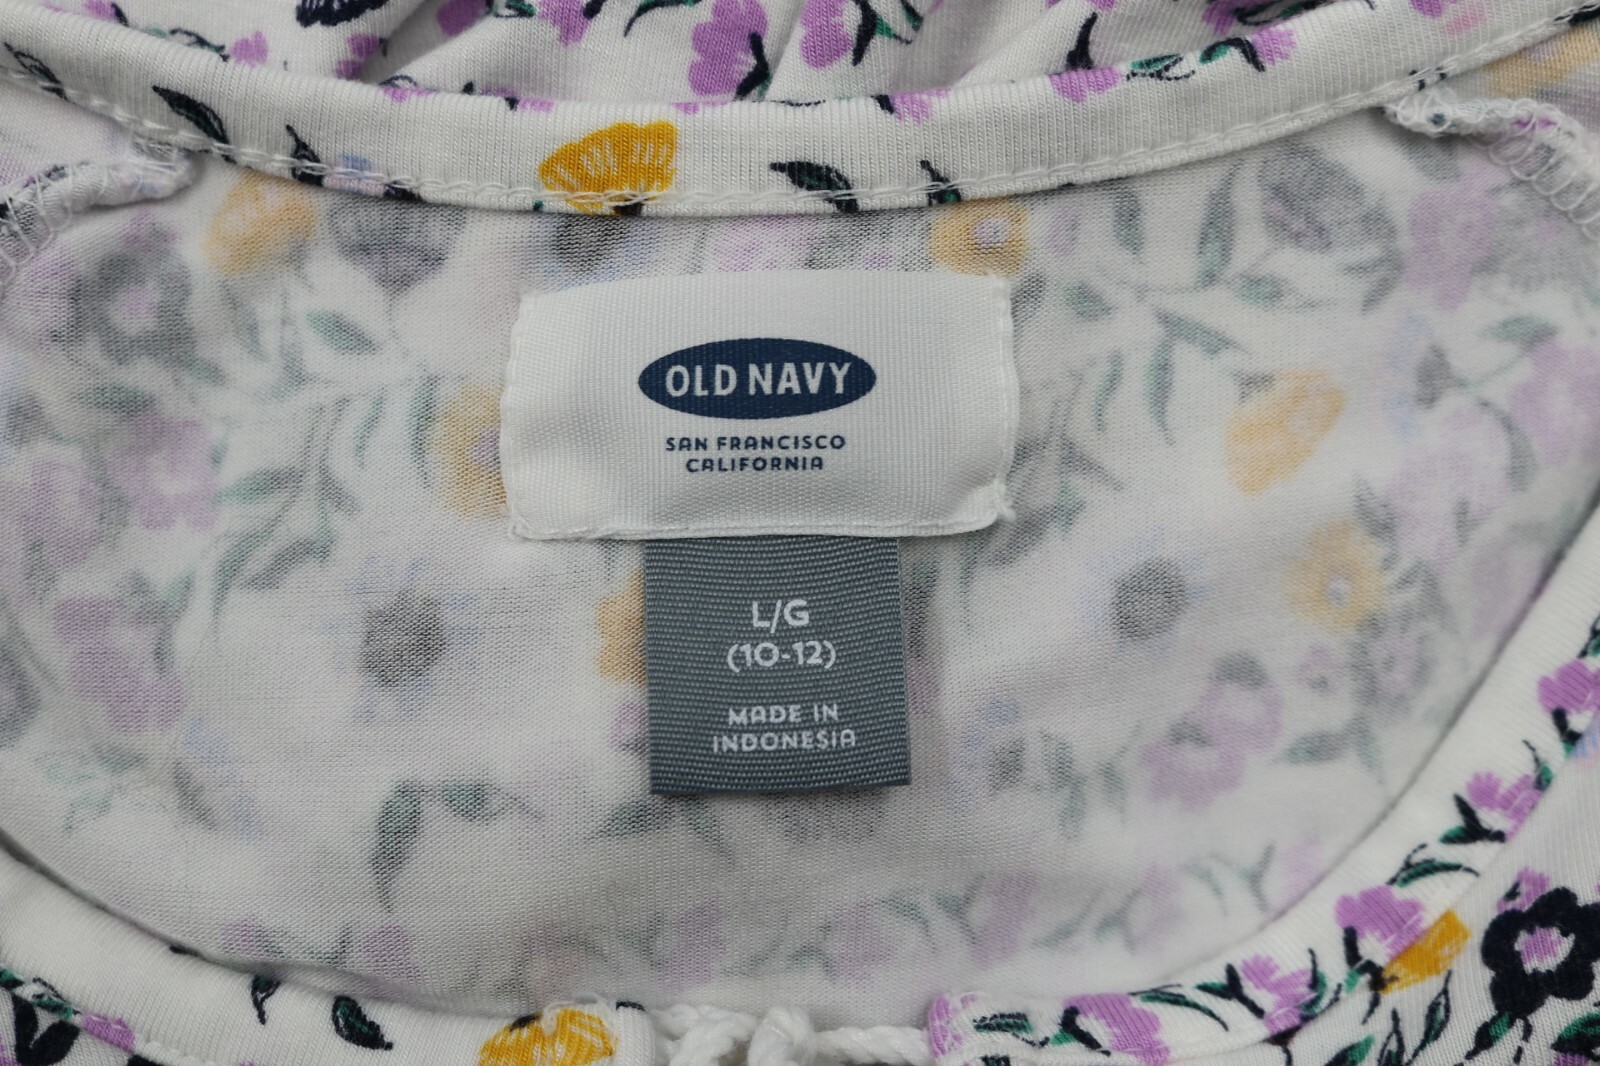 OLD NAVY
SAN FRANCISCO
CALIFORNIA
L/G
(10-12)
MADE IN
INDONESIA